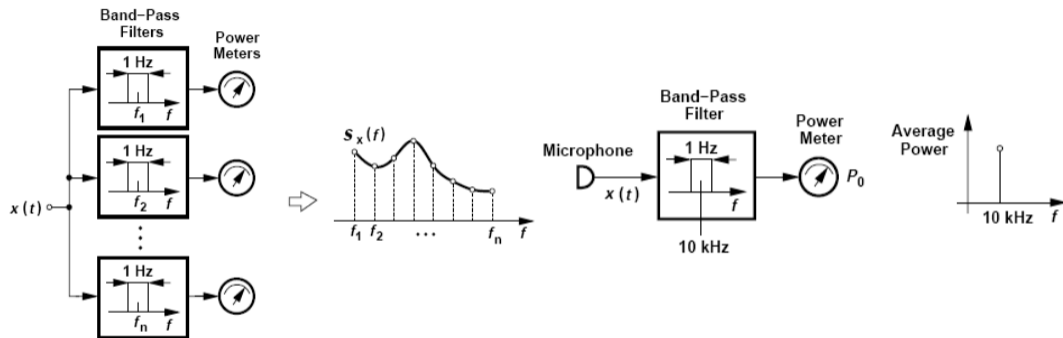 Band–Pass
Filters
Power
Meters
1 Hz
f1 f
1 Hz
f2 f
x(t)
1 Hz
fn f
Sx(f)
f1 f2 ... fn f
Microphone
x(t)
Band–Pass
Filter
1 Hz
f
10 kHz
Power
Meter
P0
Average
Power
10 kHz f